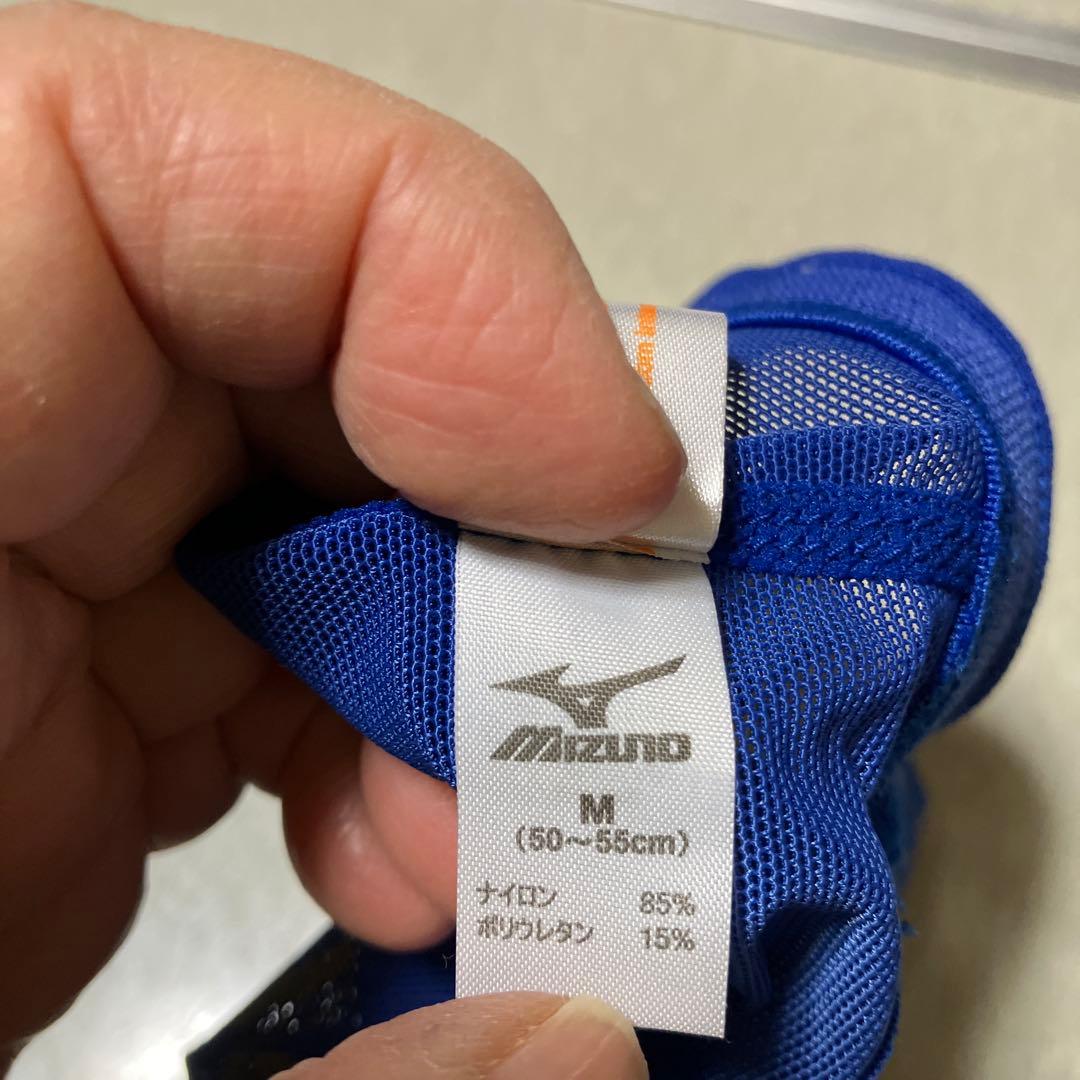 Mizuno
M
(50～55cm)
ナイロン 85%
ポリウレタン 15%